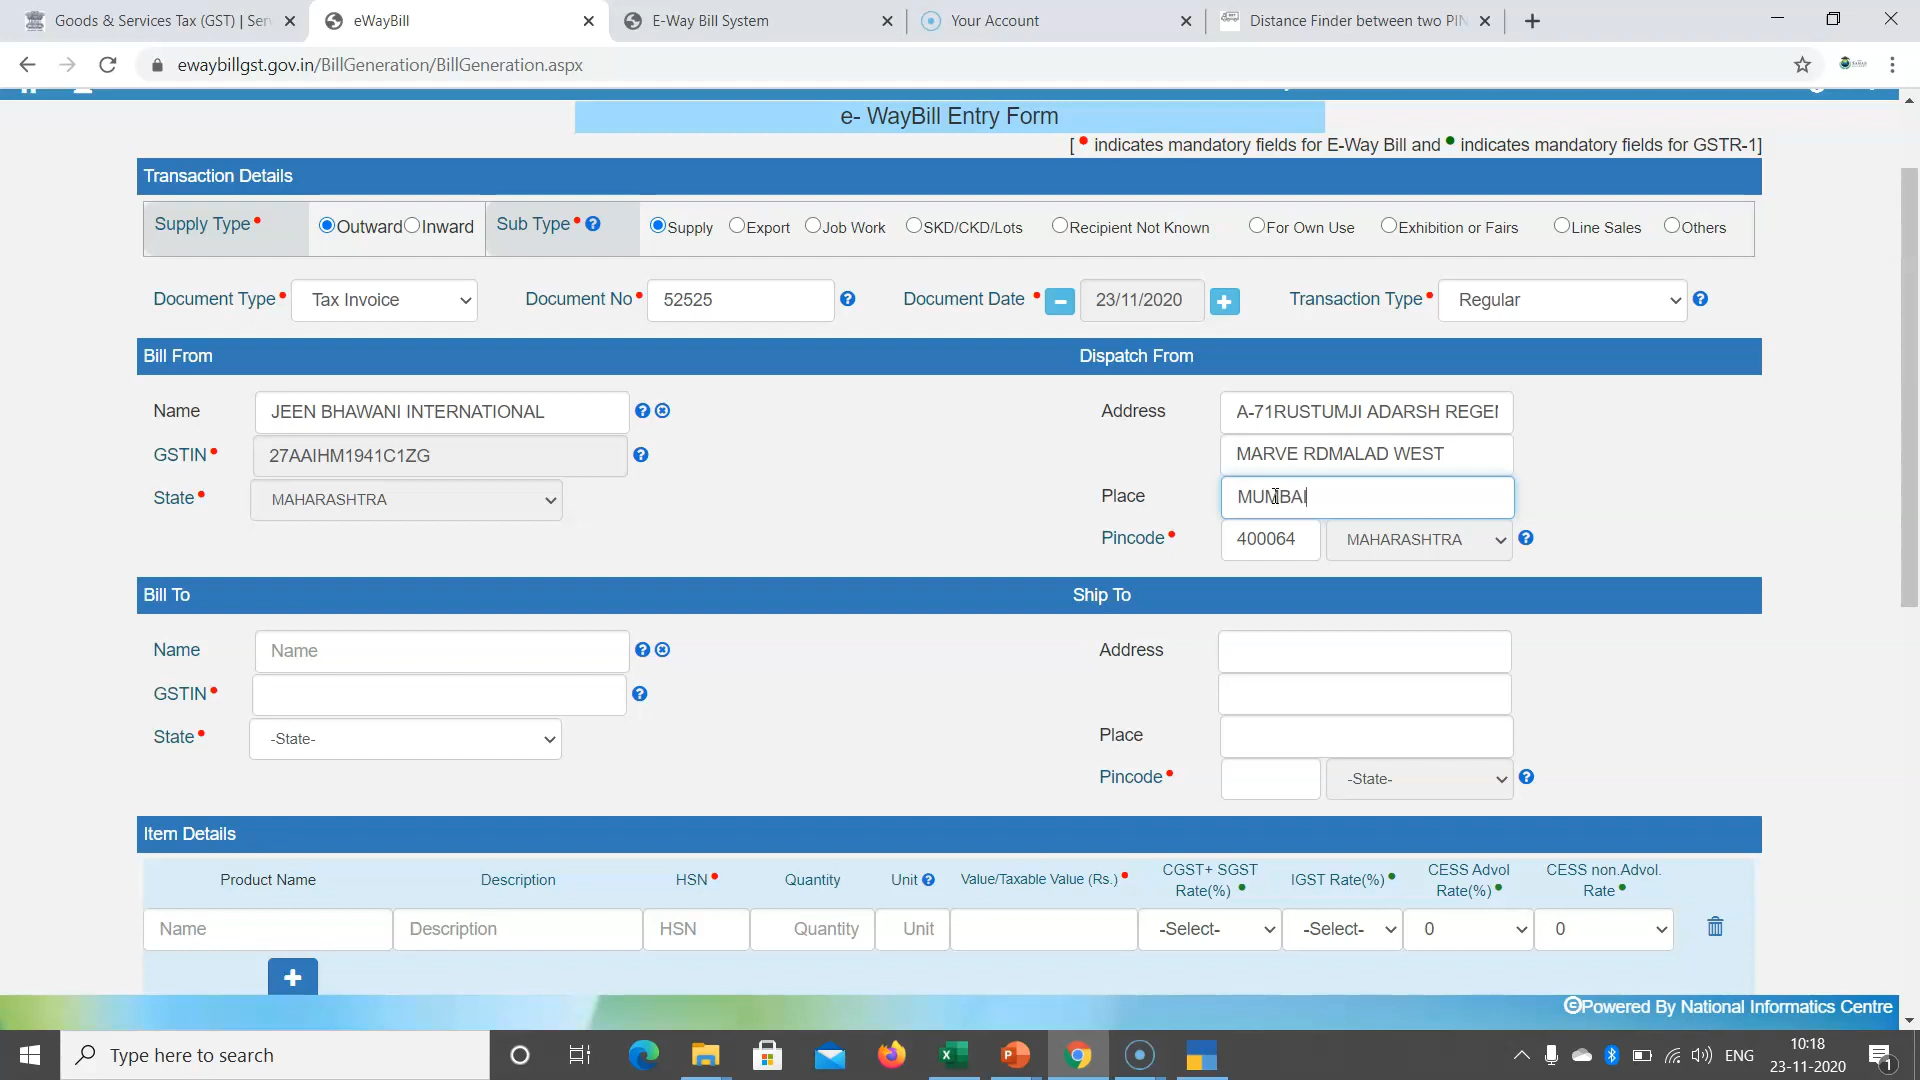 Goods & Services Tax (GST) | Ser
eWayBill
E-Way Bill System
Your Account
Distance Finder between two PIN
ewaybillgst.gov.in/BillGeneration/BillGeneration.aspx
e- WayBill Entry Form
[ • indicates mandatory fields for E-Way Bill and • indicates mandatory fields for GSTR-1]
Transaction Details
Supply Type • Outward Inward Sub Type • Supply Export Job Work SKD/CKD/Lots Recipient Not Known For Own Use Exhibition or Fairs Line Sales Others
Document Type • Tax Invoice Document No • 52525 Document Date • 23/11/2020 Transaction Type • Regular
Bill From Dispatch From
Name JEEN BHAWANI INTERNATIONAL Address A-71RUSTUMJI ADARSH REGEN
GSTIN • 27AAIHM1941C1ZG MARVE RDMALAD WEST
State • MAHARASHTRA Place MUMBAI
Pincode • 400064 MAHARASHTRA
Bill To Ship To
Name Name Address
GSTIN •
State • -State- Place
Pincode • -State-
Item Details
Product Name Description HSN • Quantity Unit Value/Taxable Value (Rs.) • CGST+ SGST Rate(%) • IGST Rate(%) • CESS Advol Rate(%) • CESS non.Advol. Rate •
Name Description HSN Quantity Unit -Select- -Select- 0 0
+
©Powered By National Informatics Centre
Type here to search
ENG
10:18
23-11-2020
1